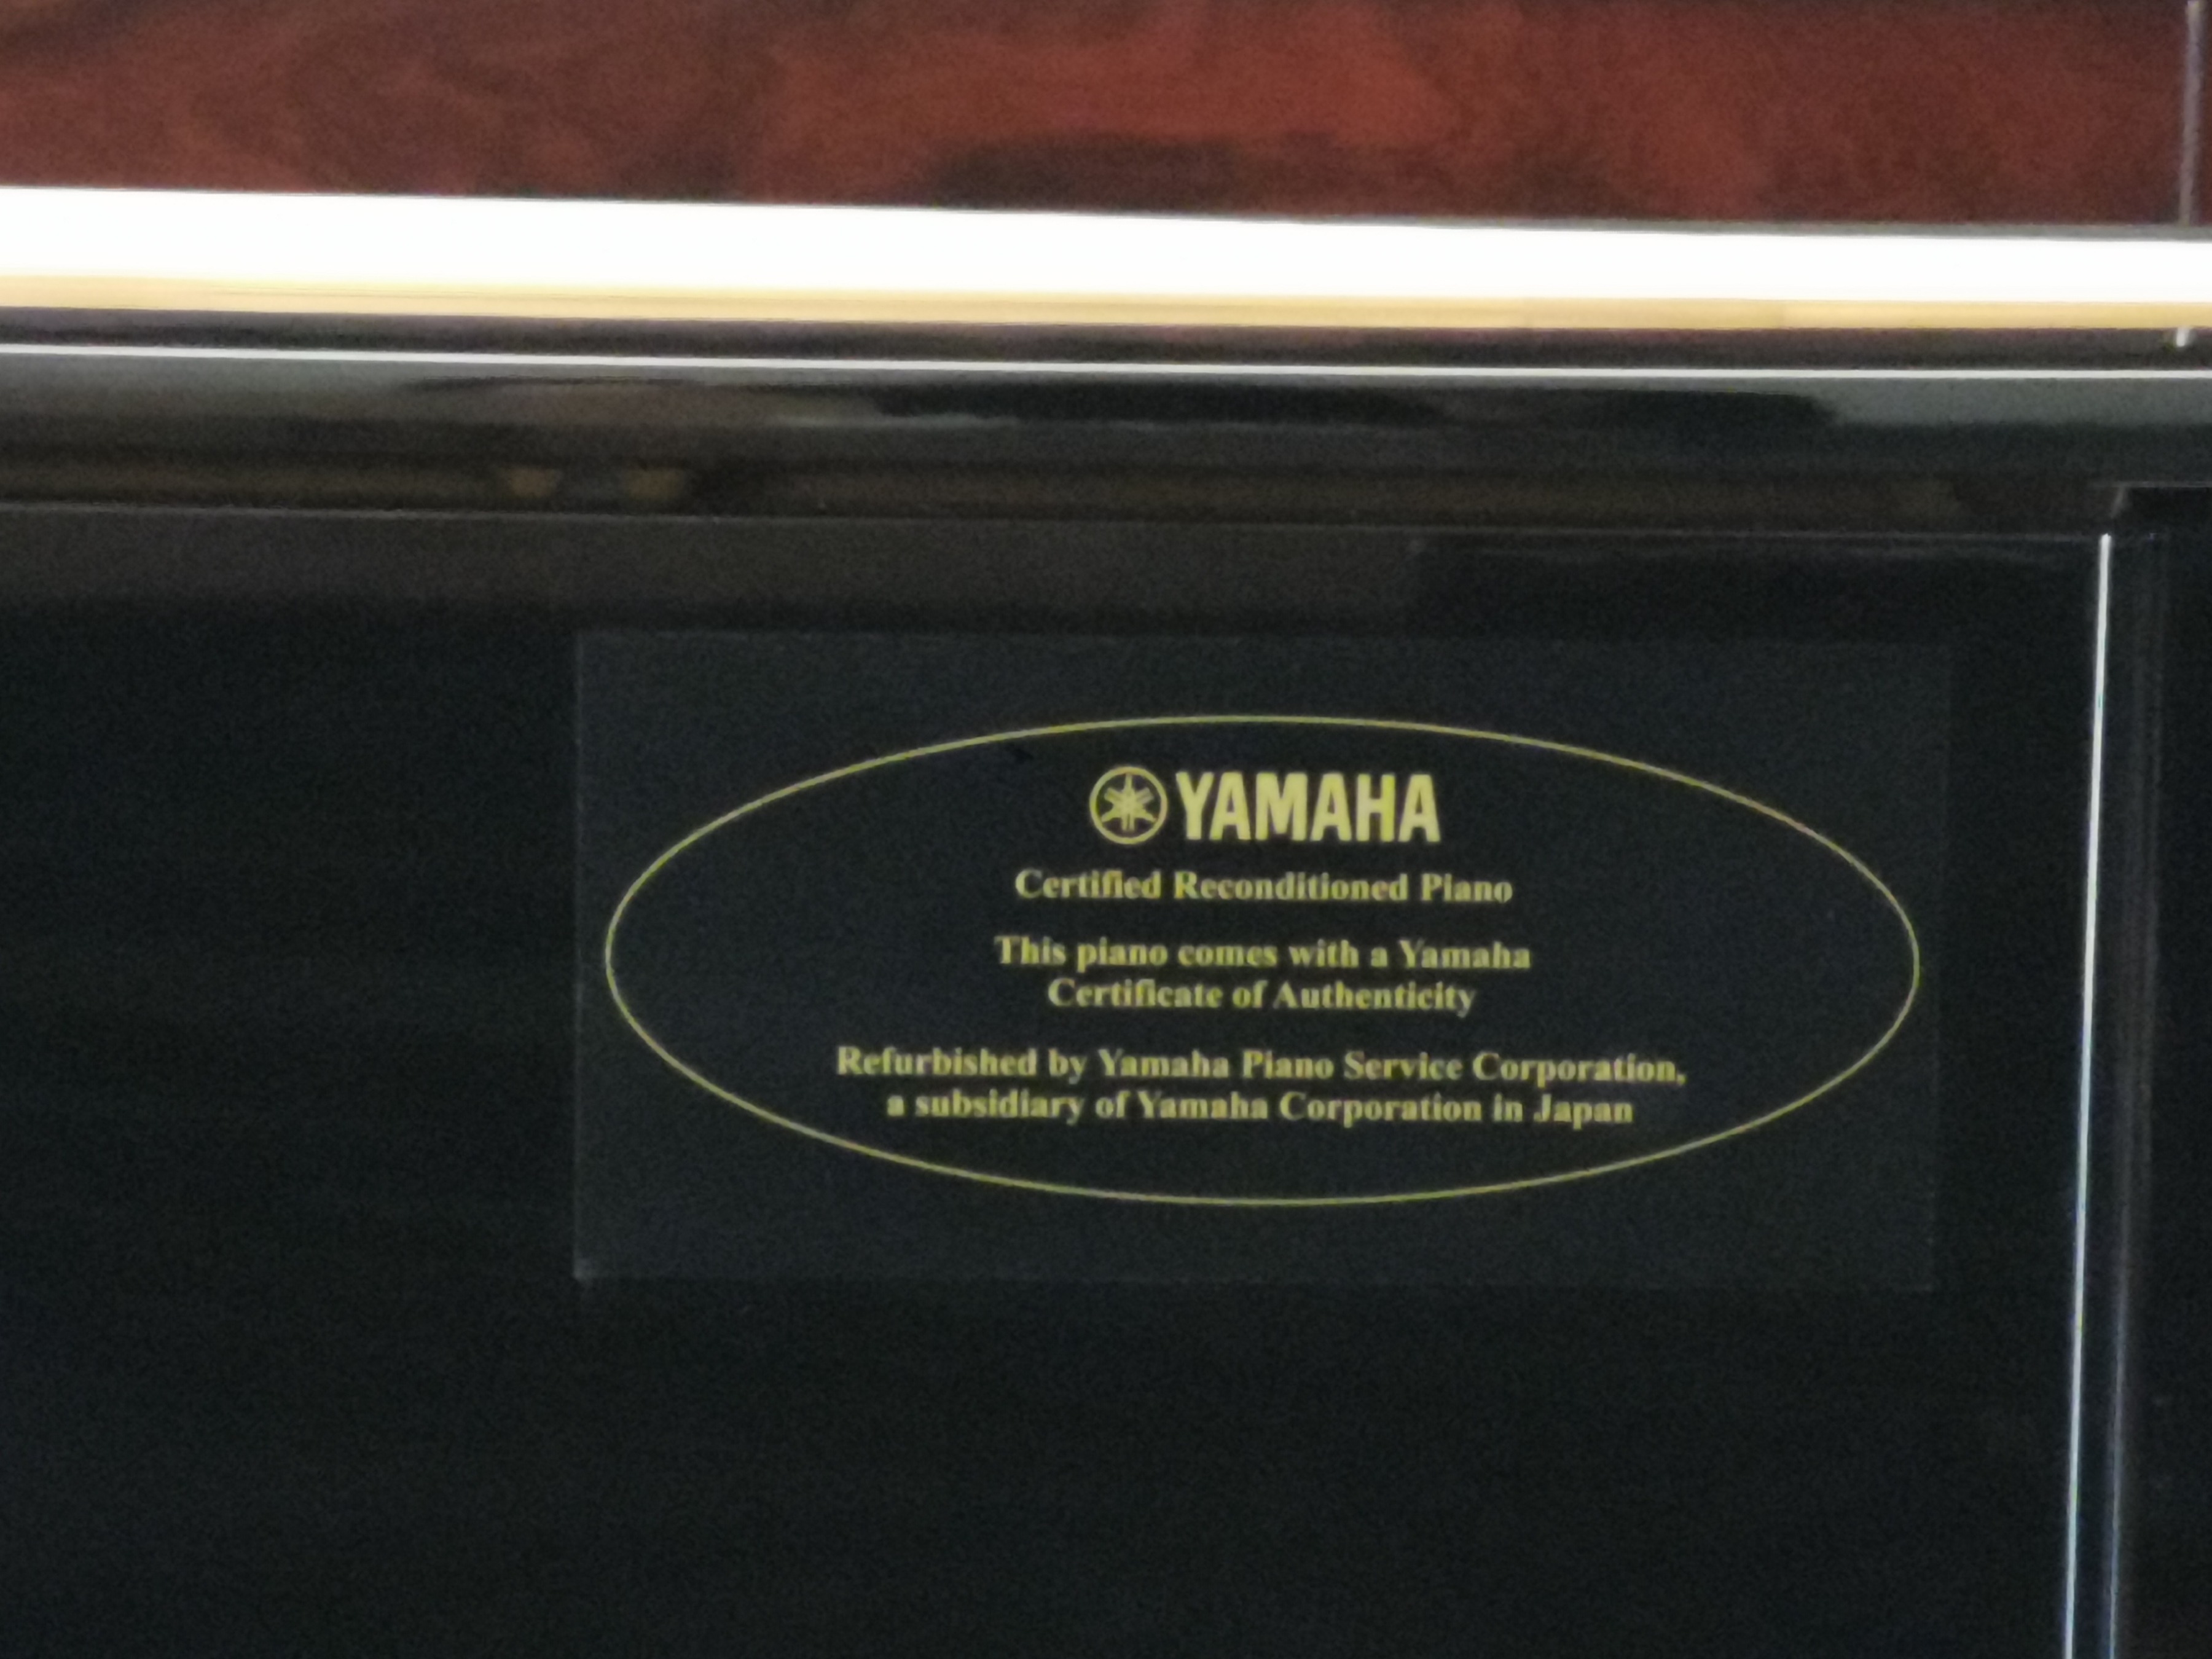 YAMAHA
Certified Reconditioned Piano
This piano comes with a Yamaha
Certificate of Authenticity
Refurbished by Yamaha Piano Service Corporation,
a subsidiary of Yamaha Corporation in Japan